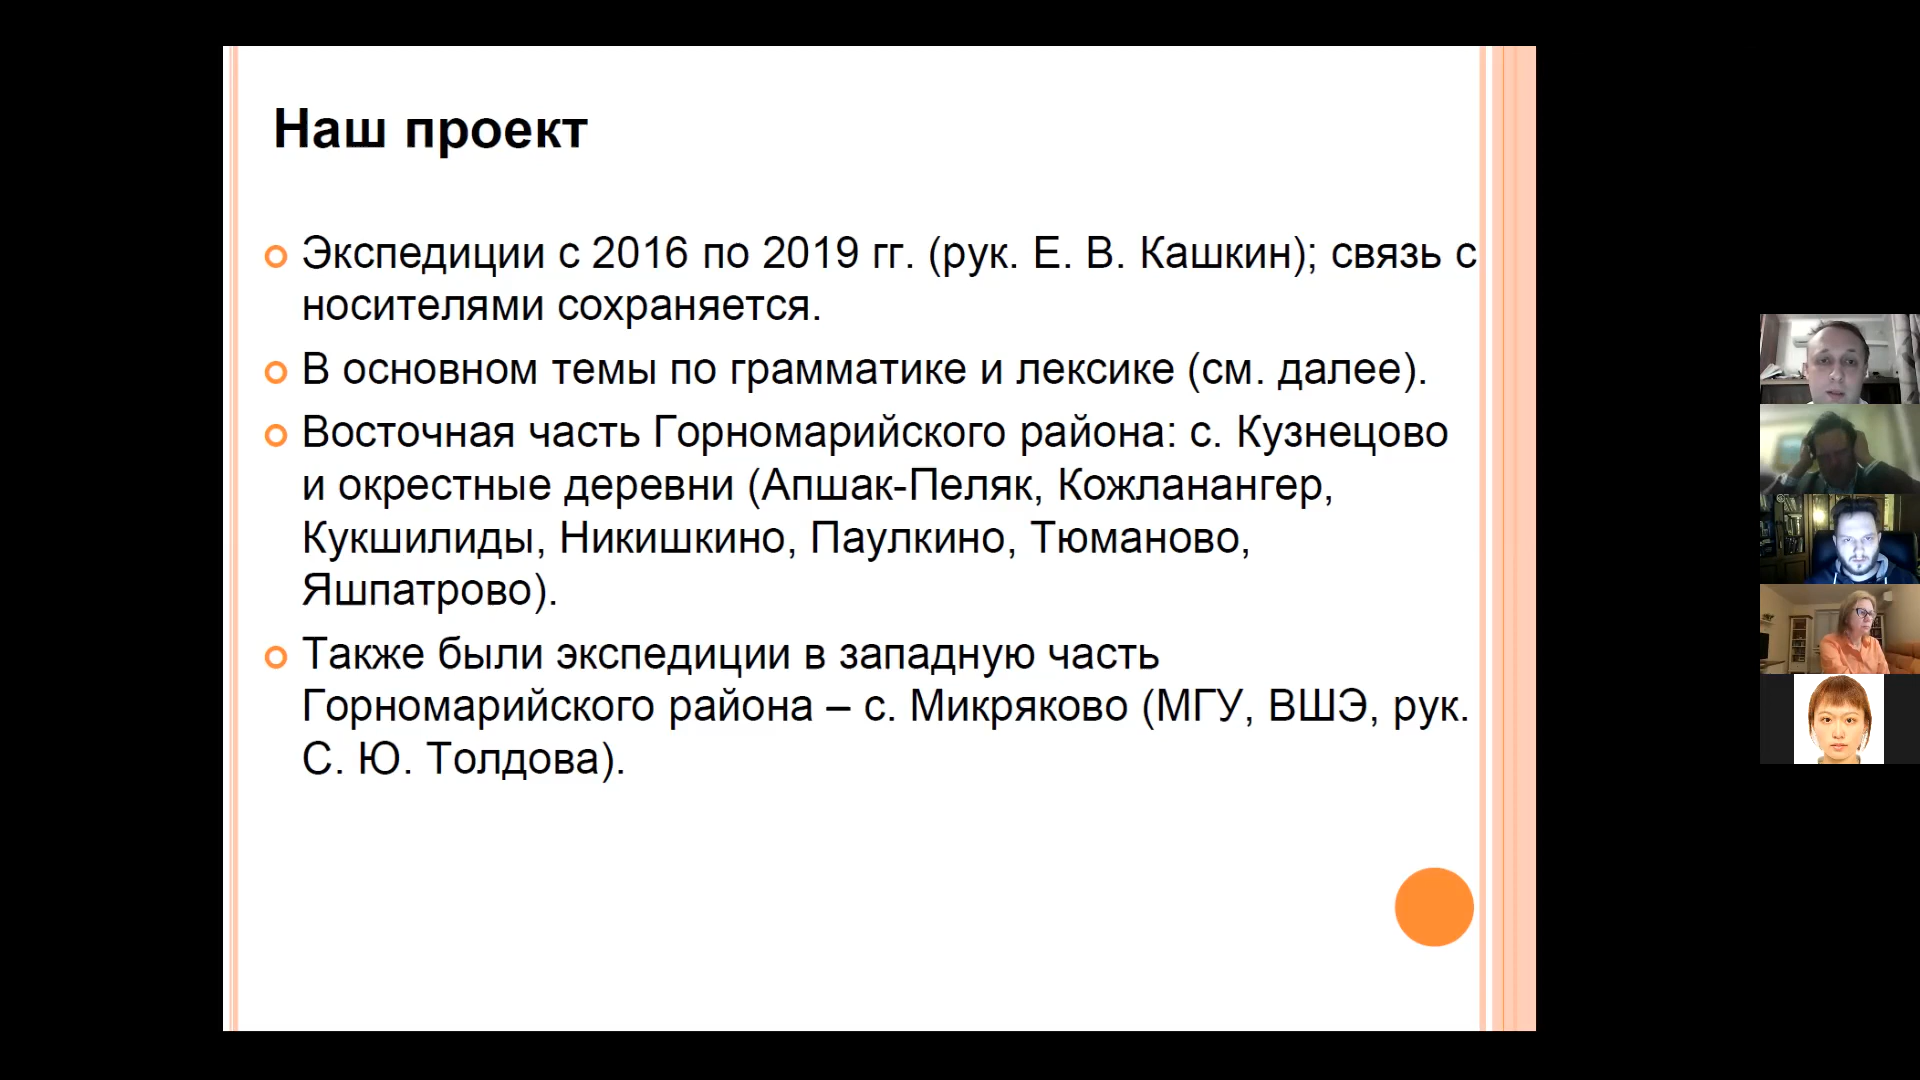 Наш проект
Экспедиции с 2016 по 2019 гг. (рук. Е. В. Кашкин); связь с
носителями сохраняется.
В основном темы по грамматике и лексике (см. далее).
Восточная часть Горномарийского района: с. Кузнецово
и окрестные деревни (Апшак-Пеляк, Кожланангер,
Кукшилиды, Никишкино, Паулкино, Тюманово,
Яшпатрово).
Также были экспедиции в западную часть
Горномарийского района – с. Микряково (МГУ, ВШЭ, рук.
С. Ю. Толдова).